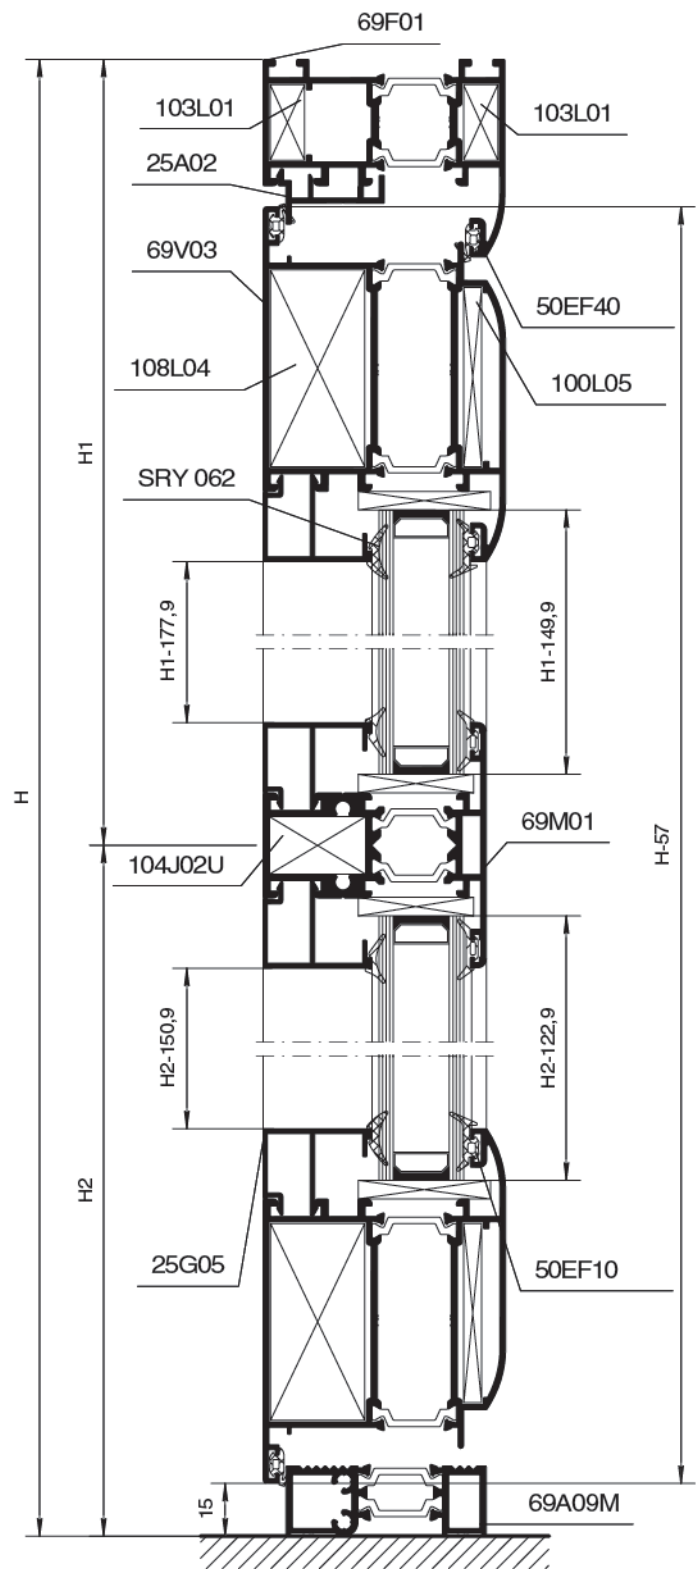 69F01
103L01
103L01
25A02
69V03
50EF40
108L04
100L05
H1
SRY 062
H1-177,9
H1-149,9
H
69M01
H-57
104J02U
H2-150,9
H2-122,9
H2
25G05
50EF10
15
69A09M